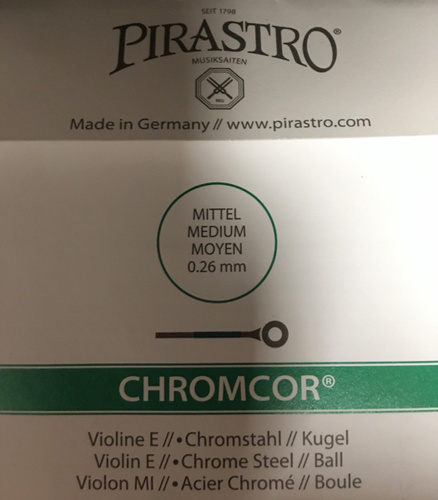 SEIT 1798
PIRASTRO®
MUSIKSAITEN
Made in Germany // www.pirastro.com
MITTEL
MEDIUM
MOYEN
0.26 mm
CHROMCOR®
Violine E //•Chromstahl // Kugel
Violin E //•Chrome Steel // Ball
Violon MI //•Acier Chromé // Boule